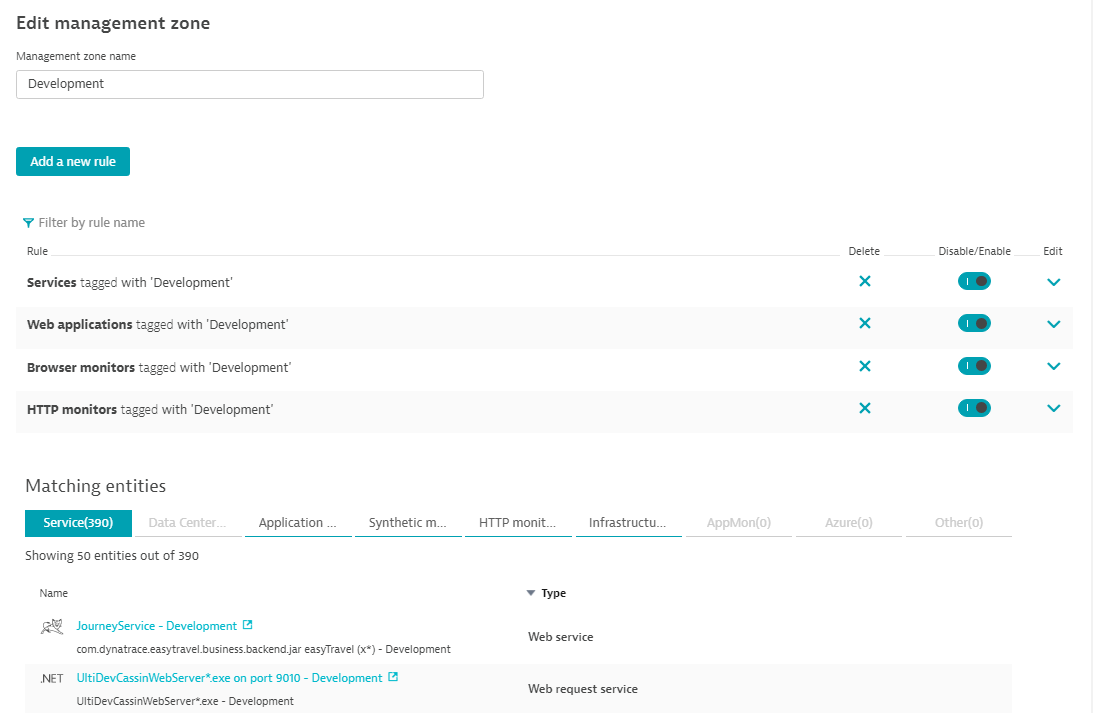 Edit management zone
Management zone name
Development
Add a new rule
Filter by rule name
Rule Delete Disable/Enable Edit
Services tagged with 'Development'
Web applications tagged with 'Development'
Browser monitors tagged with 'Development'
HTTP monitors tagged with 'Development'
Matching entities
Service(390) Data Center... Application ... Synthetic m... HTTP monit... Infrastructu... AppMon(0) Azure(0) Other(0)
Showing 50 entities out of 390
Name Type
JourneyService - Development
Web service
com.dynatrace.easytravel.business.backend.jar easyTravel (x*) - Development
.NET UltiDevCassinWebServer*.exe on port 9010 - Development
Web request service
UltiDevCassinWebServer*.exe - Development